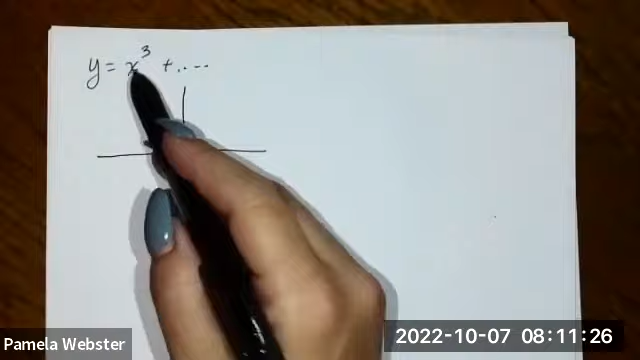 y = x³ + ....
Pamela Webster
2022-10-07 08:11:26